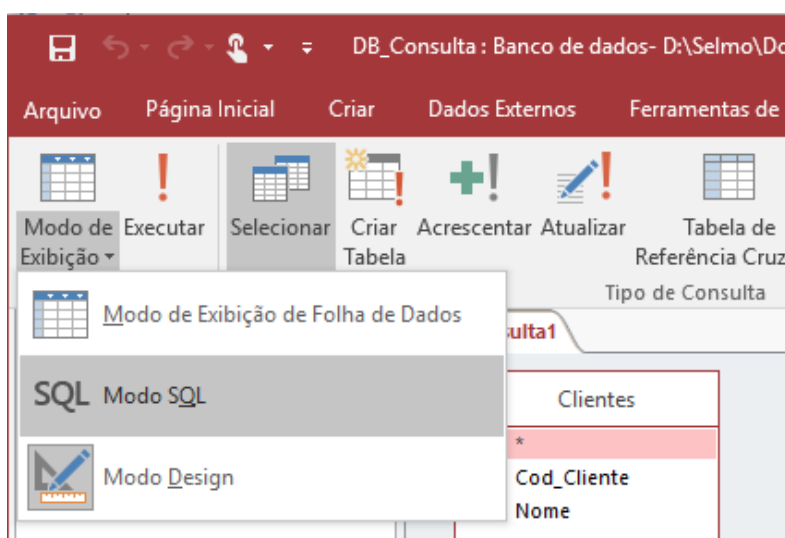 DB_Consulta : Banco de dados- D:\Selmo\Do
Arquivo Página Inicial Criar Dados Externos Ferramentas de
Modo de Executar Selecionar Criar Acrescentar Atualizar Tabela de
Exibição Tabela Referência Cruz
Tipo de Consulta
Modo de Exibição de Folha de Dados
sulta1
SQL Modo SQL
Clientes
*
Modo Design
Cod_Cliente
Nome